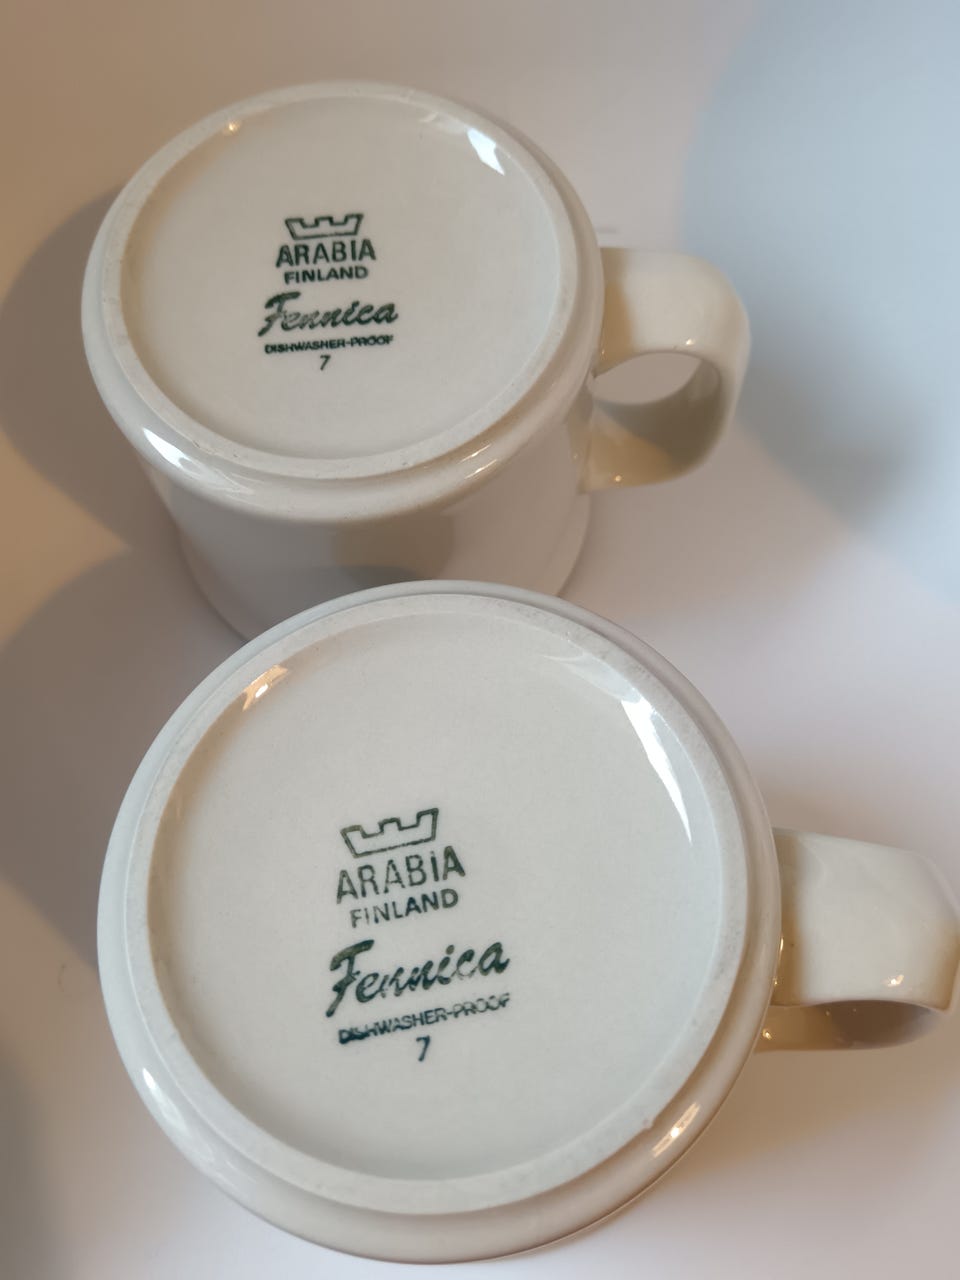 ARABIA
FINLAND
Fennica
DISHWASHER-PROOF
7
ARABIA
FINLAND
Fennica
DISHWASHER-PROOF
7